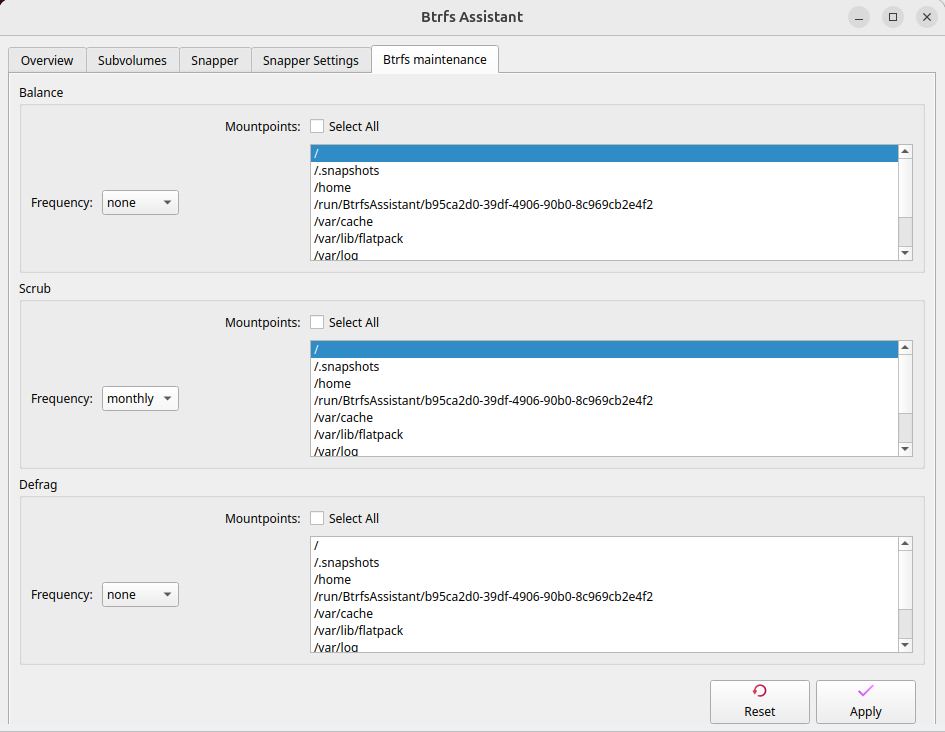 Btrfs Assistant
Overview Subvolumes Snapper Snapper Settings Btrfs maintenance
Balance
Mountpoints: Select All
/
/.snapshots
/home
Frequency: none /run/BtrfsAssistant/b95ca2d0-39df-4906-90b0-8c969cb2e4f2
/var/cache
/var/lib/flatpack
/var/log
Scrub
Mountpoints: Select All
/
/.snapshots
/home
Frequency: monthly /run/BtrfsAssistant/b95ca2d0-39df-4906-90b0-8c969cb2e4f2
/var/cache
/var/lib/flatpack
/var/log
Defrag
Mountpoints: Select All
/
/.snapshots
/home
Frequency: none /run/BtrfsAssistant/b95ca2d0-39df-4906-90b0-8c969cb2e4f2
/var/cache
/var/lib/flatpack
/var/log
Reset Apply